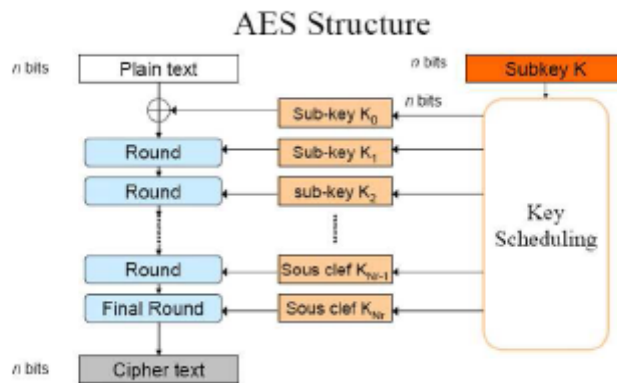 AES Structure
n bits Plain text n bits Subkey K
n bits
Sub-key K0
Round Sub-key K1
Round sub-key K2
Key
Scheduling
Round Sous clef KNr-1
Final Round Sous clef KNr
n bits Cipher text